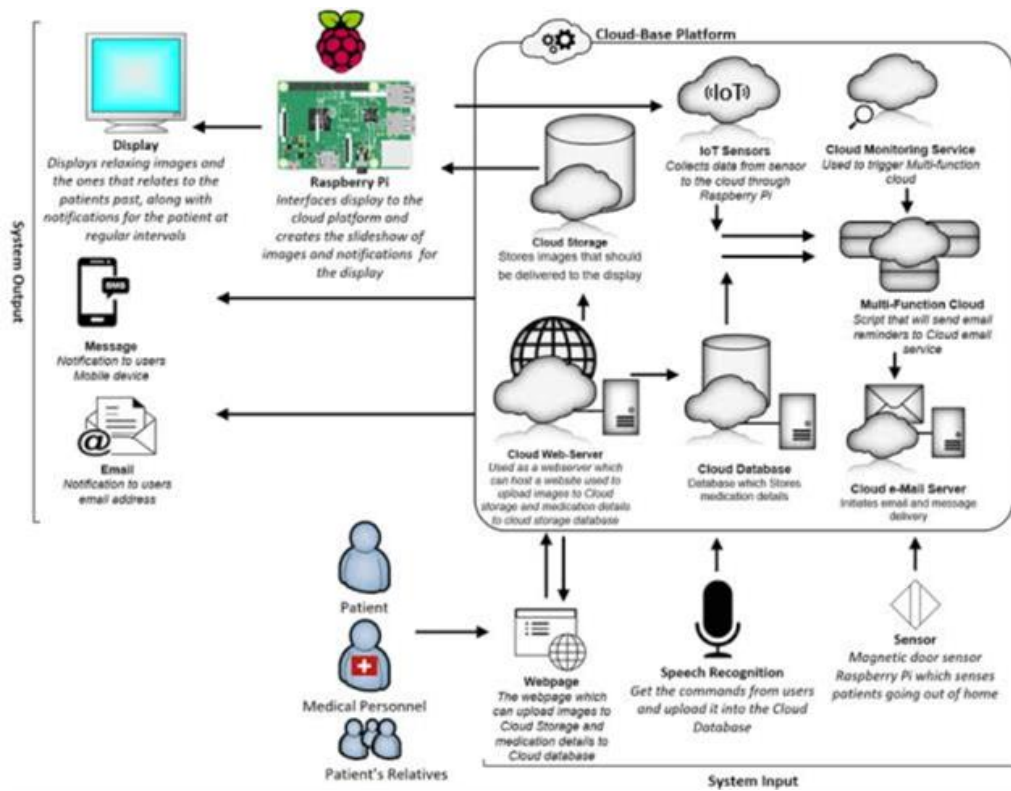 Cloud-Base Platform
Display
Displays relaxing images and
the ones that relates to the
patients past, along with
notifications for the patient at
regular intervals
Raspberry Pi
Interfaces display to the
cloud platform and
creates the slideshow of
images and notifications for
the display
((IoT))
IoT Sensors
Collects data from sensor
to the cloud through
Raspberry Pi
Cloud Monitoring Service
Used to trigger Multi-function
cloud
Cloud Storage
Stores images that should
be delivered to the display
Multi-Function Cloud
Script that will send email
reminders to Cloud email
service
System Output
SMS
Message
Notification to users
Mobile device
@
Email
Notification to users
email address
Cloud Web-Server
Used as a webserver which
can host a website used to
upload images to Cloud
storage and medication details
to cloud storage database
Cloud Database
Database which Stores
medication details
Cloud e-Mail Server
Initiates email and message
delivery
Patient
Medical Personnel
Patient's Relatives
Webpage
The webpage which
can upload images to
Cloud Storage and
medication details to
Cloud database
Speech Recognition
Get the commands from users
and upload it into the Cloud
Database
Sensor
Magnetic door sensor
Raspberry Pi which senses
patients going out of home
System Input